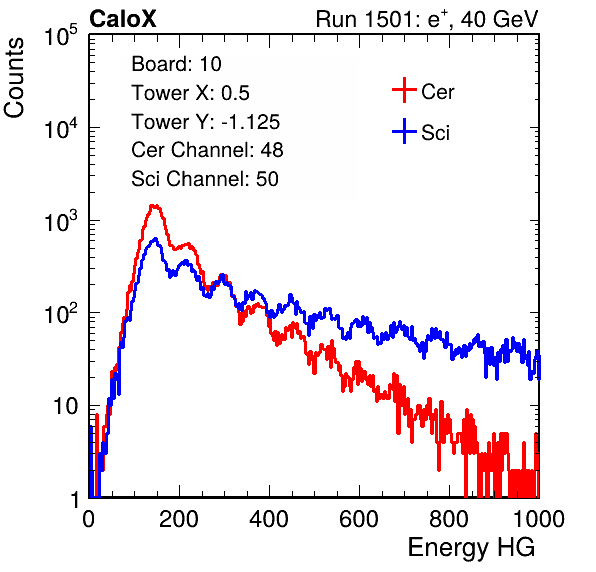 CaloX Run 1501: e⁺, 40 GeV
Counts
Board: 10
Tower X: 0.5
Tower Y: -1.125
Cer Channel: 48
Sci Channel: 50
Cer
Sci
10⁵
10⁴
10³
10²
10
1
0 200 400 600 800 1000
Energy HG